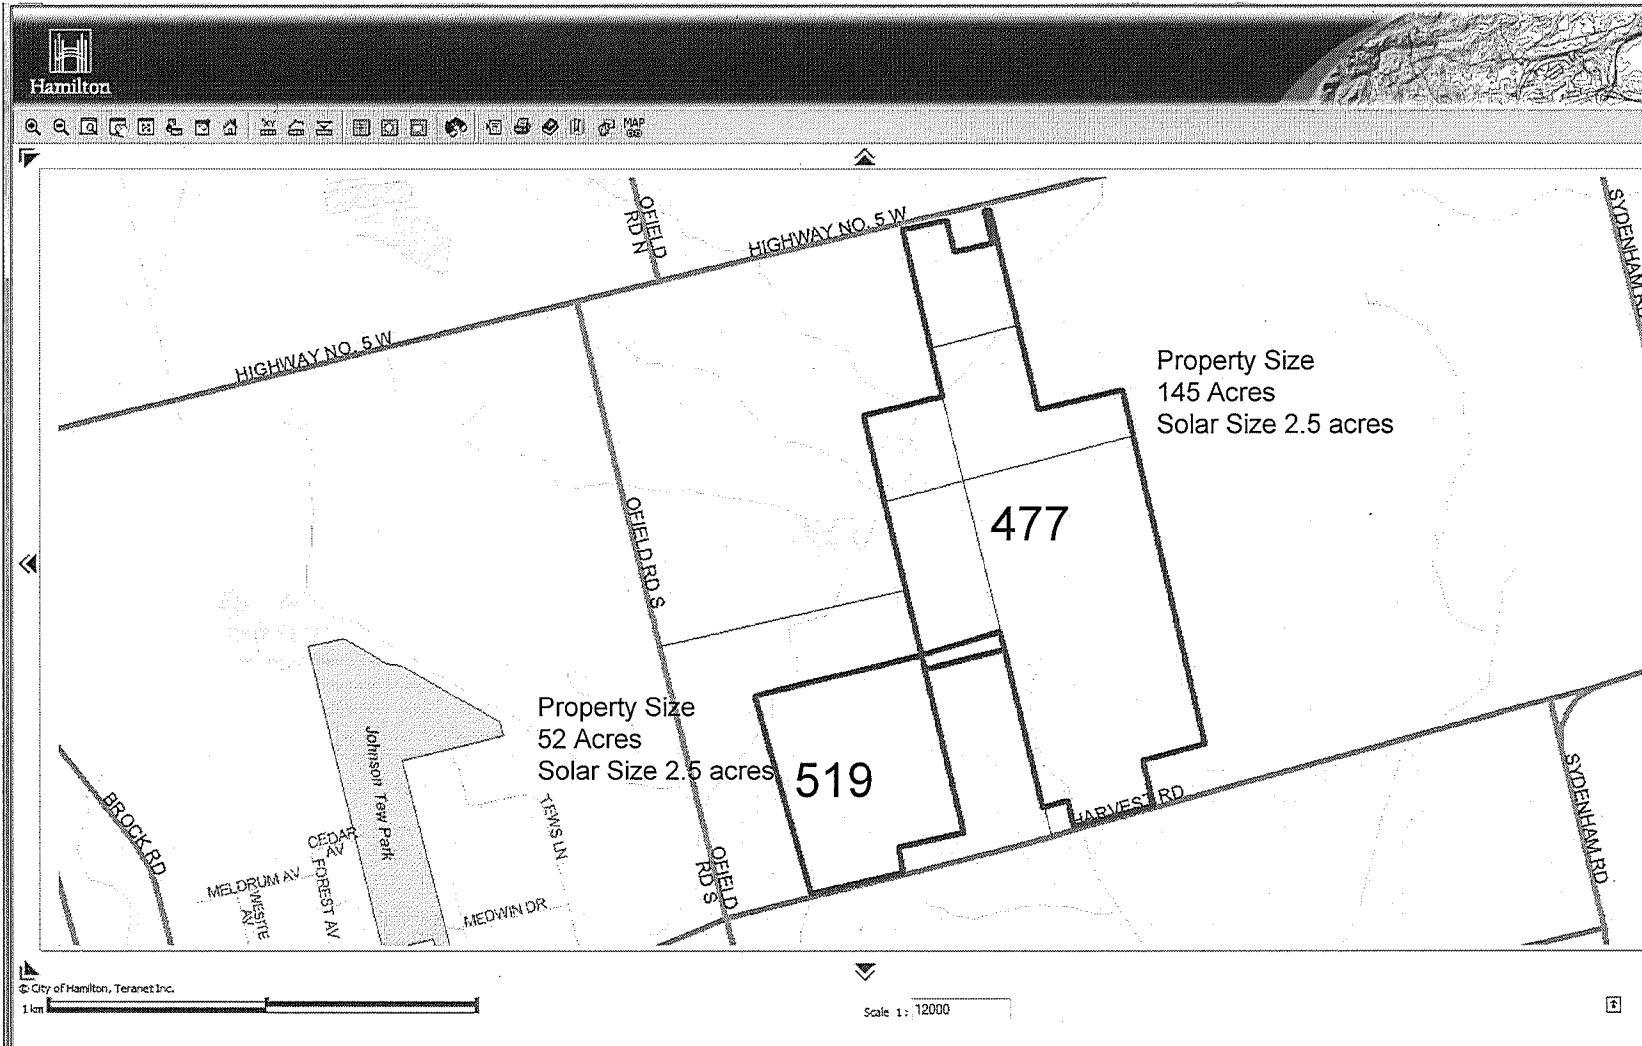 Hamilton
XY
MAP
OFIELD
RD N
HIGHWAY NO. 5 W
SYDENHAM RD
HIGHWAY NO. 5 W
Property Size
145 Acres
Solar Size 2.5 acres
477
OFIELD RD S
Property Size
52 Acres
Solar Size 2.5 acres
519
Johnson Tew Park
HARVEST RD
BROCK RD
CEDAR
AV
TEWS LN
SYDENHAM RD
MELDRUM AV
WESITE
AV
FOREST AV
OFIELD
RD S
MEDWIN DR
© City of Hamilton, Teranet Inc.
1 km
Scale 1: 12000